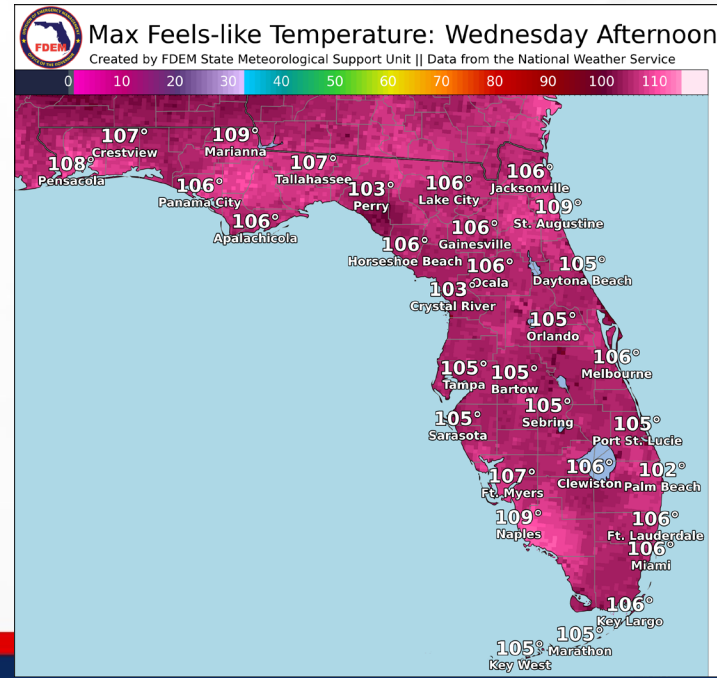 Max Feels-like Temperature: Wednesday Afternoon
Created by FDEM State Meteorological Support Unit || Data from the National Weather Service
FDEM
0 10 20 30 40 50 60 70 80 90 100 110
107°
Crestview
109°
Marianna
108°
Pensacola
107°
Tallahassee
106°
Panama City
103°
Perry
106°
Lake City
106°
Jacksonville
109°
St. Augustine
106°
Apalachicola
106°
Gainesville
106°
Horseshoe Beach
106°
Ocala
105°
Daytona Beach
103°
Crystal River
105°
Orlando
106°
Melbourne
105°
Tampa
105°
Bartow
105°
Sebring
105°
Sarasota
105°
Port St. Lucie
106°
Clewiston
102°
Palm Beach
107°
Ft. Myers
109°
Naples
106°
Ft. Lauderdale
106°
Miami
106°
Key Largo
105°
Marathon
105°
Key West